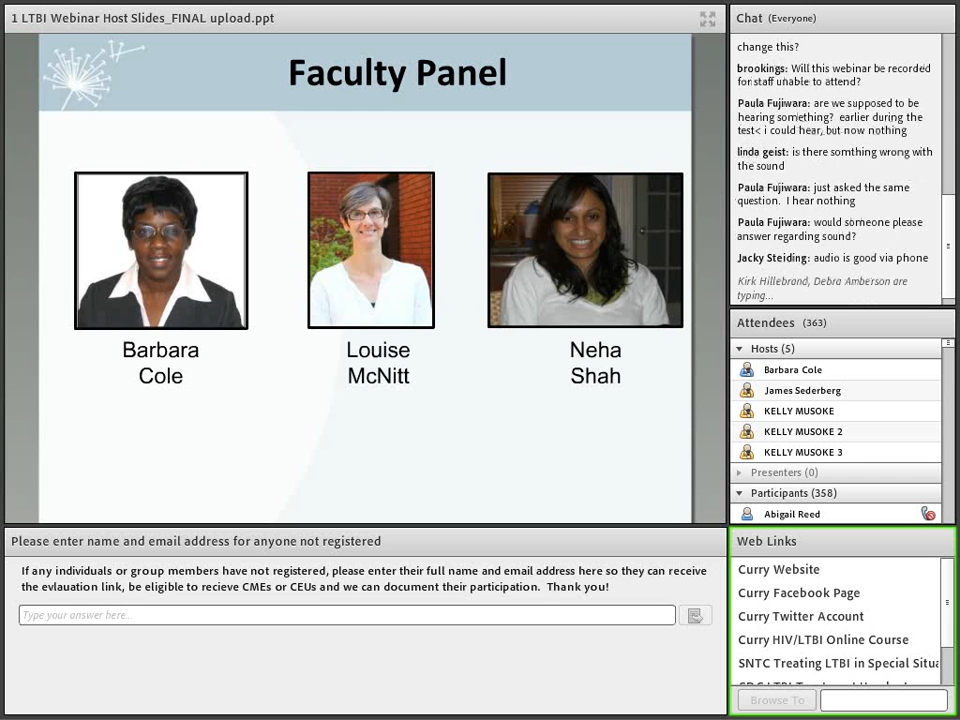 1 LTBI Webinar Host Slides_FINAL upload.ppt
Faculty Panel
Barbara
Cole
Louise
McNitt
Neha
Shah
Please enter name and email address for anyone not registered
If any individuals or group members have not registered, please enter their full name and email address here so they can receive
the evlauation link, be eligible to recieve CMEs or CEUs and we can document their participation.  Thank you!
Type your answer here...
Chat (Everyone)
change this?
brookings: Will this webinar be recorded
for staff unable to attend?
Paula Fujiwara: are we supposed to be
hearing something?  earlier during the
test< i could hear, but now nothing
linda geist: is there somthing wrong with
the sound
Paula Fujiwara: just asked the same
question.  I hear nothing
Paula Fujiwara: would someone please
answer regarding sound?
Jacky Steiding: audio is good via phone
Kirk Hillebrand, Debra Amberson are
typing...
Attendees (363)
Hosts (5)
Barbara Cole
James Sederberg
KELLY MUSOKE
KELLY MUSOKE 2
KELLY MUSOKE 3
Presenters (0)
Participants (358)
Abigail Reed
Web Links
Curry Website
Curry Facebook Page
Curry Twitter Account
Curry HIV/LTBI Online Course
SNTC Treating LTBI in Special Situa
Browse To